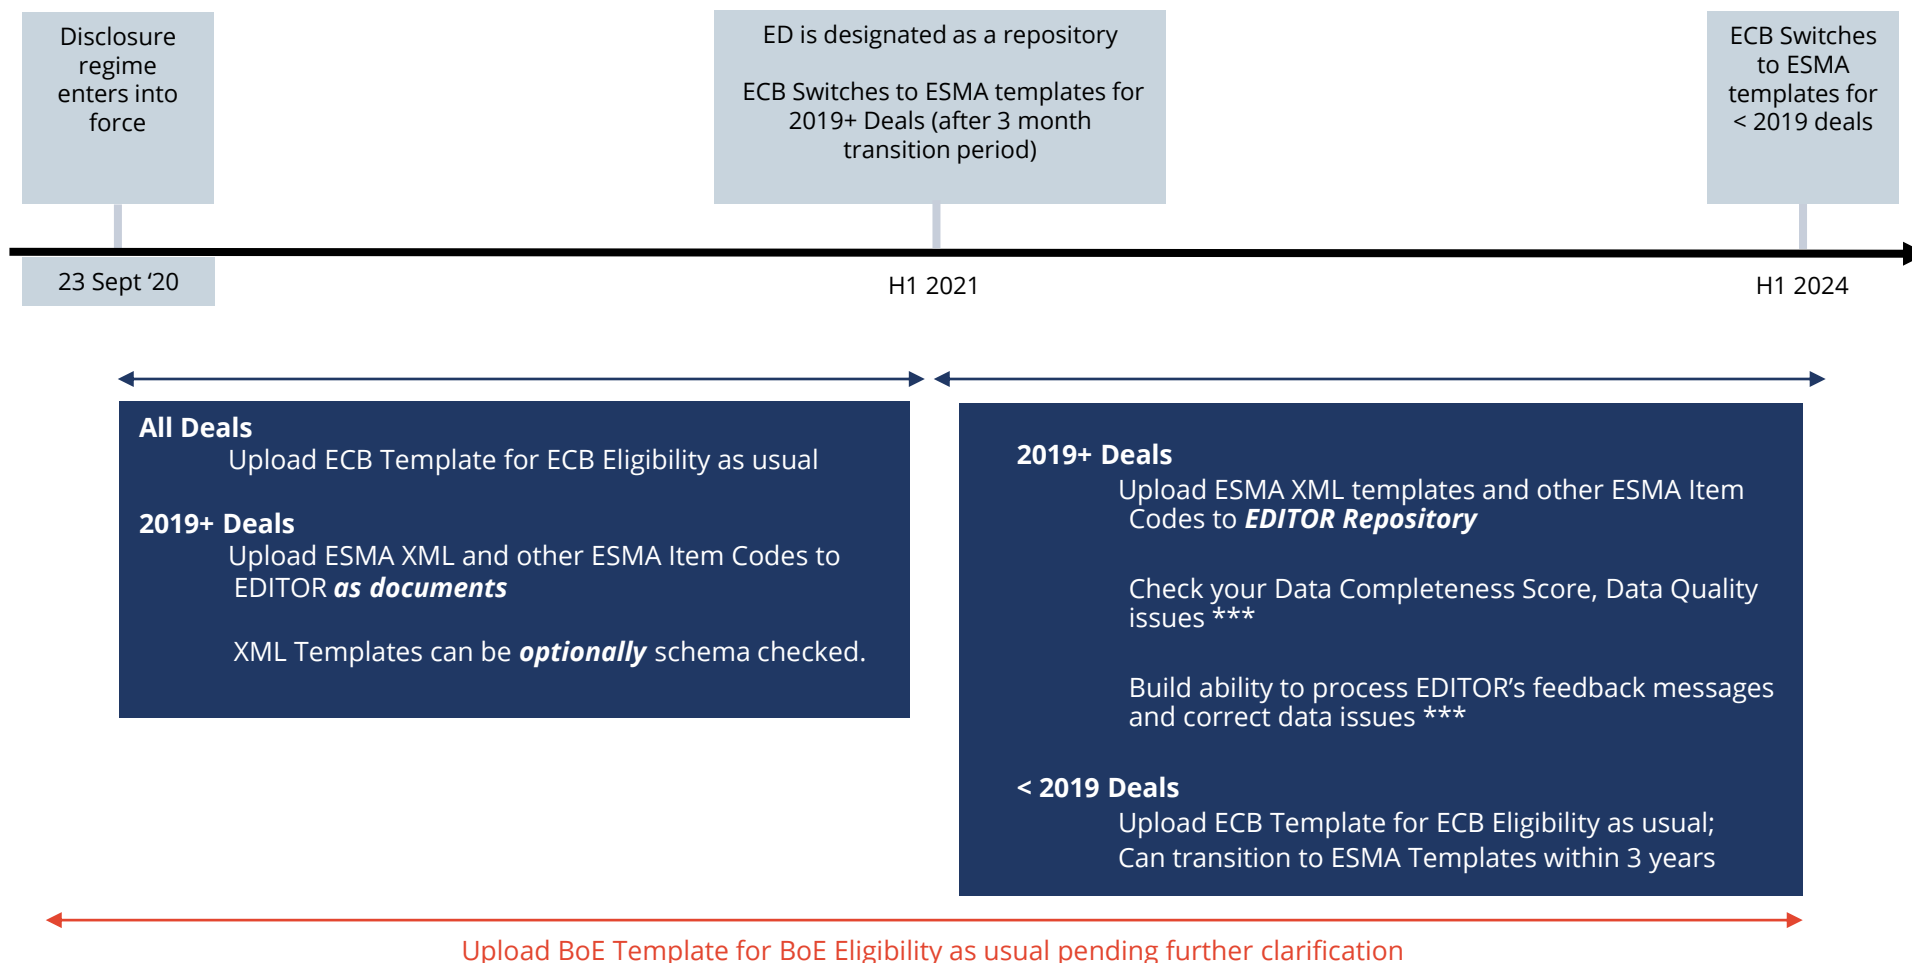 Disclosure
regime
enters into
force
ED is designated as a repository
ECB Switches to ESMA templates for
2019+ Deals (after 3 month
transition period)
ECB Switches
to ESMA
templates for
< 2019 deals
23 Sept ‘20
H1 2021
H1 2024
All Deals
Upload ECB Template for ECB Eligibility as usual
2019+ Deals
Upload ESMA XML and other ESMA Item Codes to
EDITOR as documents
XML Templates can be optionally schema checked.
2019+ Deals
Upload ESMA XML templates and other ESMA Item
Codes to EDITOR Repository
Check your Data Completeness Score, Data Quality
issues ***
Build ability to process EDITOR’s feedback messages
and correct data issues ***
< 2019 Deals
Upload ECB Template for ECB Eligibility as usual;
Can transition to ESMA Templates within 3 years
Upload BoE Template for BoE Eligibility as usual pending further clarification